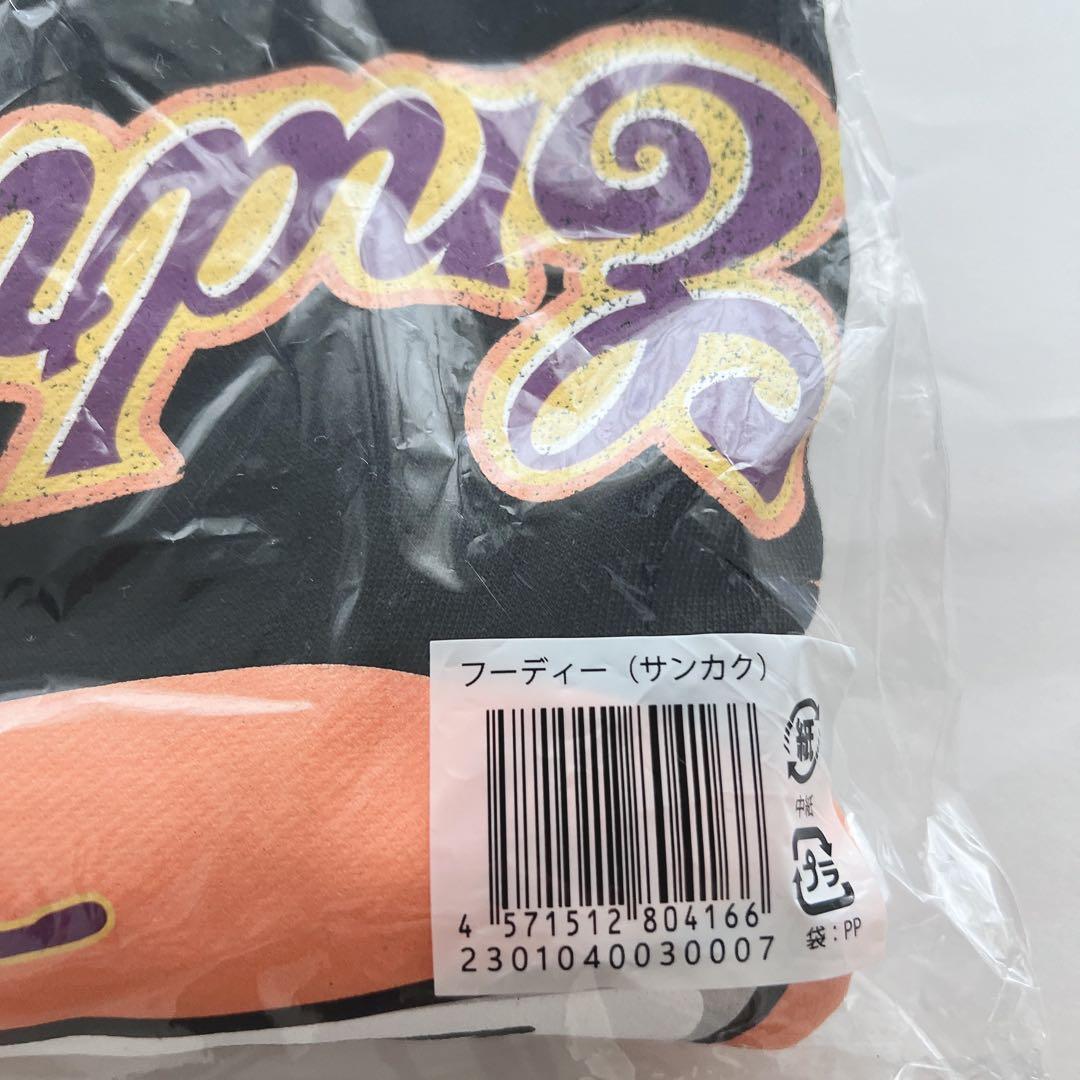 フーディー（サンカク）
紙
中紙
プラ
4 571512 804166
袋：PP
2301040030007